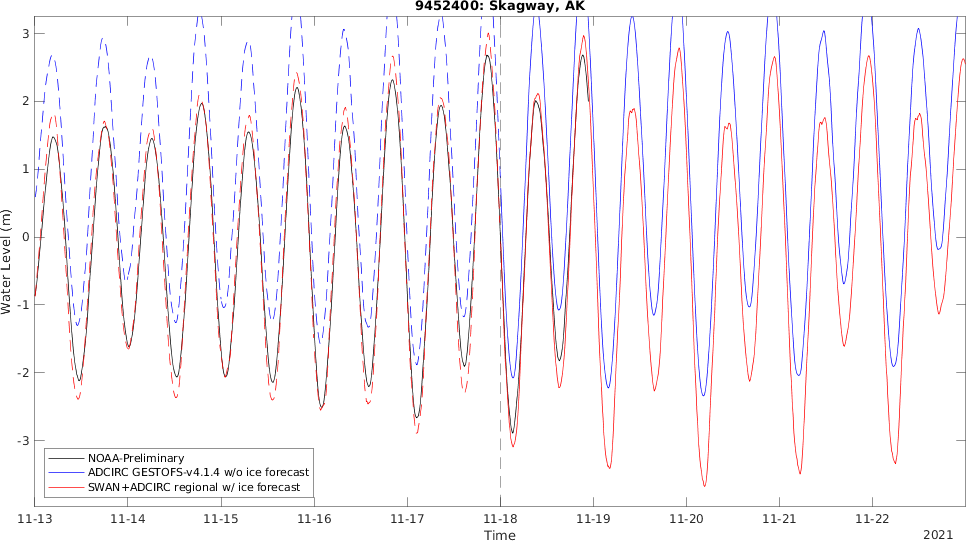 9452400: Skagway, AK
3
2
1
0
-1
-2
-3
Water Level (m)
NOAA-Preliminary
ADCIRC GESTOFS-v4.1.4 w/o ice forecast
SWAN+ADCIRC regional w/ ice forecast
11-13 11-14 11-15 11-16 11-17 11-18 11-19 11-20 11-21 11-22
Time
2021